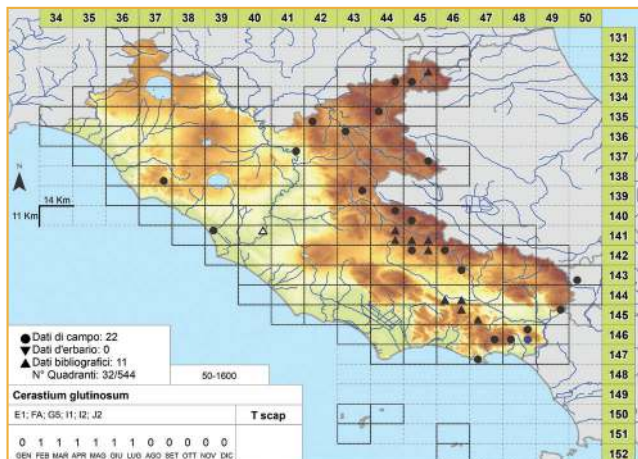 34 35 36 37 38 39 40 41 42 43 44 45 46 47 48 49 50
131
132
133
134
135
136
137
138
139
140
141
142
143
144
145
146
147
148
149
150
151
152
N
14 Km
11 Km
Dati di campo: 22
Dati d'erbario: 0
Dati bibliografici: 11
N° Quadranti: 32/544
50-1600
Cerastium glutinosum
E1; FA; G5; I1; I2; J2
T scap
0 1 1 1 1 1 1 0 0 0 0 0
GEN FEB MAR APR MAG GIU LUG AGO SET OTT NOV DIC